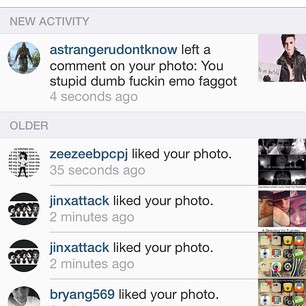 NEW ACTIVITY
astrangerudontknow left a
comment on your photo: You
stupid dumb fuckin emo faggot
4 seconds ago
OLDER
zeezeebpcpj liked your photo.
35 seconds ago
jinxattack liked your photo.
2 minutes ago
jinxattack liked your photo.
2 minutes ago
bryang569 liked your photo.